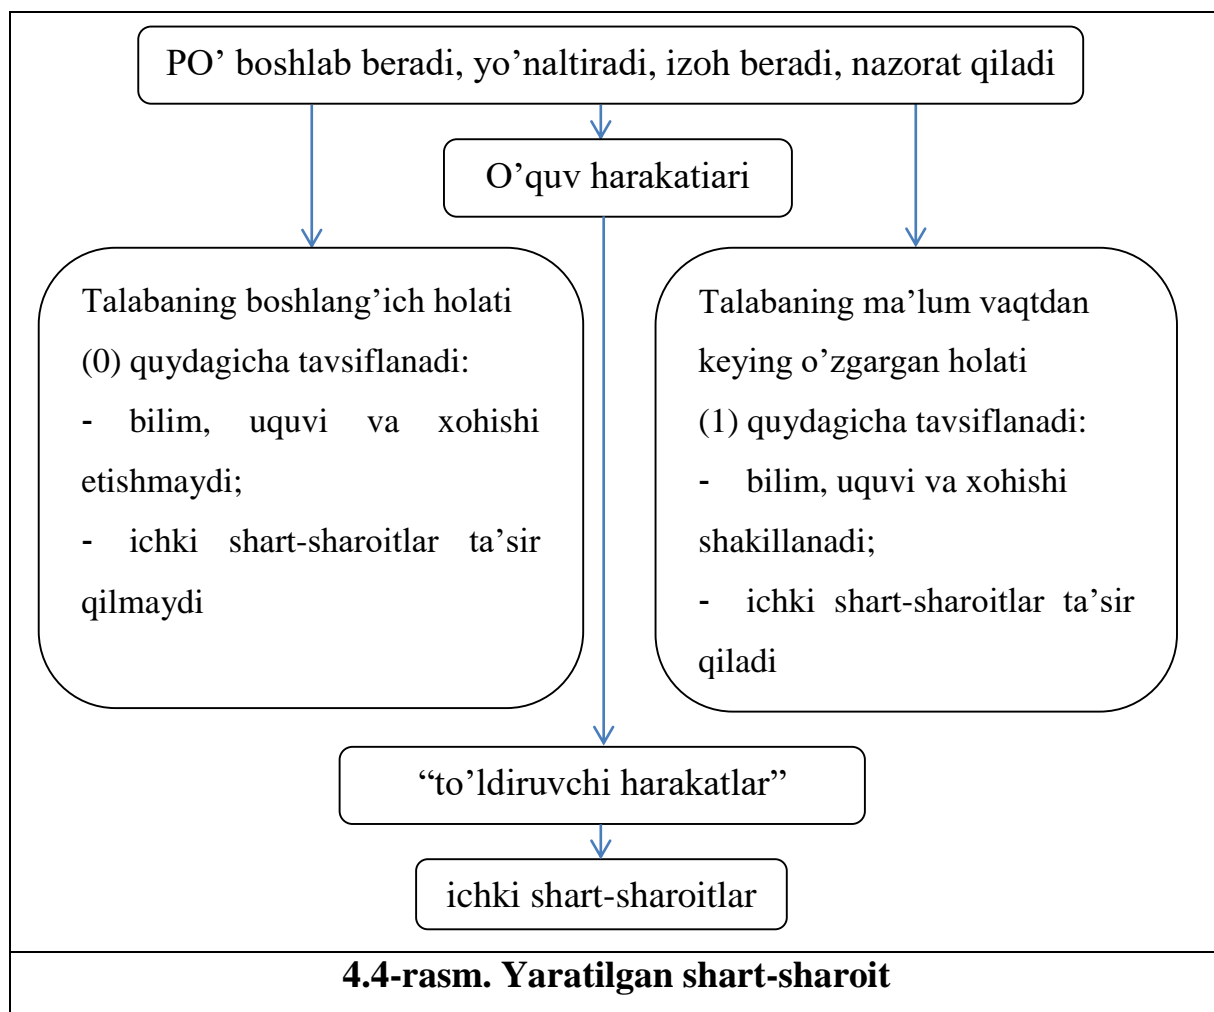 PO’ boshlab beradi, yo’naltiradi, izoh beradi, nazorat qiladi
O’quv harakatiari
Talabaning boshlang’ich holati
(0) quydagicha tavsiflanadi:
- bilim, uquvi va xohishi
etishmaydi;
- ichki shart-sharoitlar ta’sir
qilmaydi
Talabaning ma’lum vaqtdan
keying o’zgargan holati
(1) quydagicha tavsiflanadi:
- bilim, uquvi va xohishi
shakillanadi;
- ichki shart-sharoitlar ta’sir
qiladi
“to’ldiruvchi harakatlar”
ichki shart-sharoitlar
4.4-rasm. Yaratilgan shart-sharoit